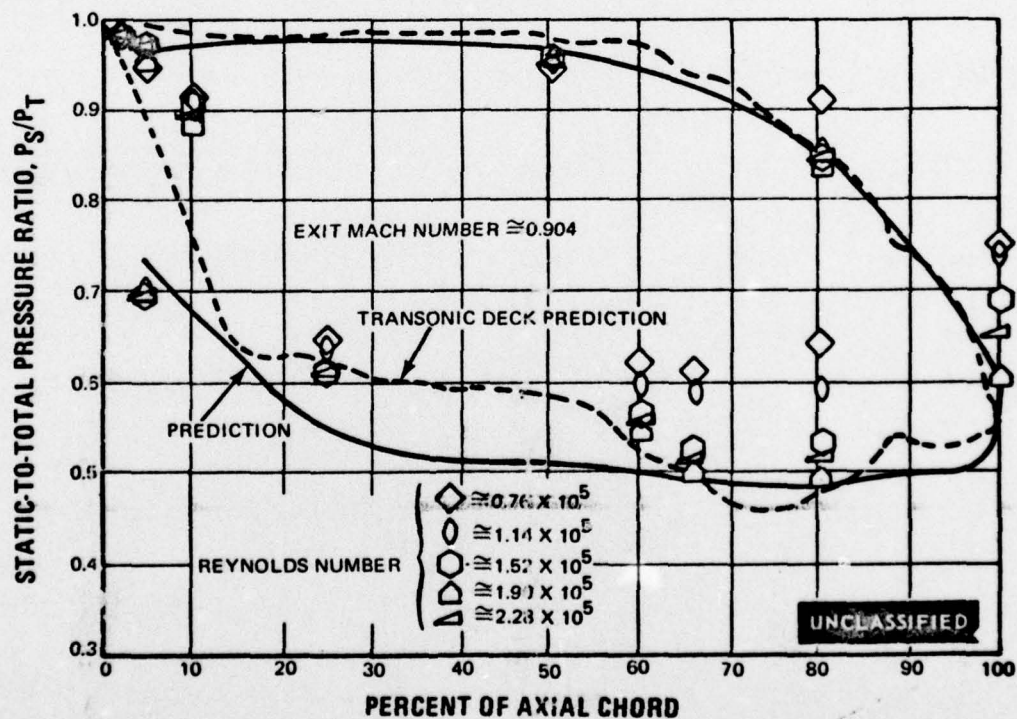 STATIC-TO-TOTAL PRESSURE RATIO, PS/PT
1.0
0.9
0.8
0.7
0.6
0.5
0.4
0.3
EXIT MACH NUMBER ≅0.904
TRANSONIC DECK PREDICTION
PREDICTION
REYNOLDS NUMBER
≅0.76 X 10⁵
≅1.14 X 10⁵
≅1.52 X 10⁵
≅1.90 X 10⁵
≅2.28 X 10⁵
UNCLASSIFIED
0 10 20 30 40 50 60 70 80 90 100
PERCENT OF AXIAL CHORD